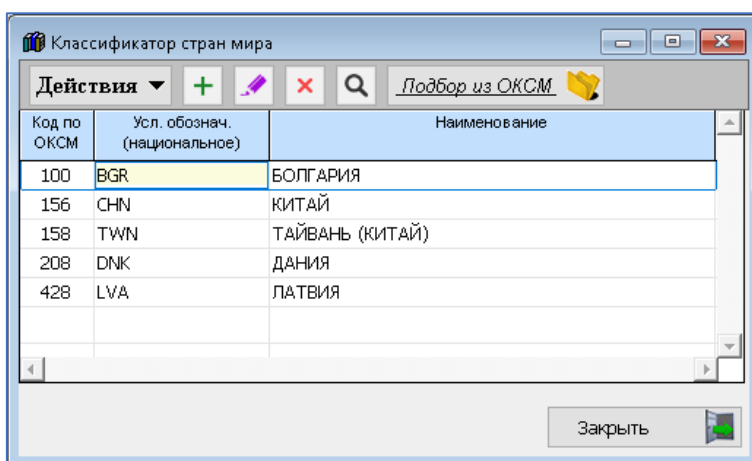 Классификатор стран мира
Действия Подбор из ОКСМ
Код по ОКСМ Усл. обознач. (национальное) Наименование
100 BGR БОЛГАРИЯ
156 CHN КИТАЙ
158 TWN ТАЙВАНЬ (КИТАЙ)
208 DNK ДАНИЯ
428 LVA ЛАТВИЯ
Закрыть